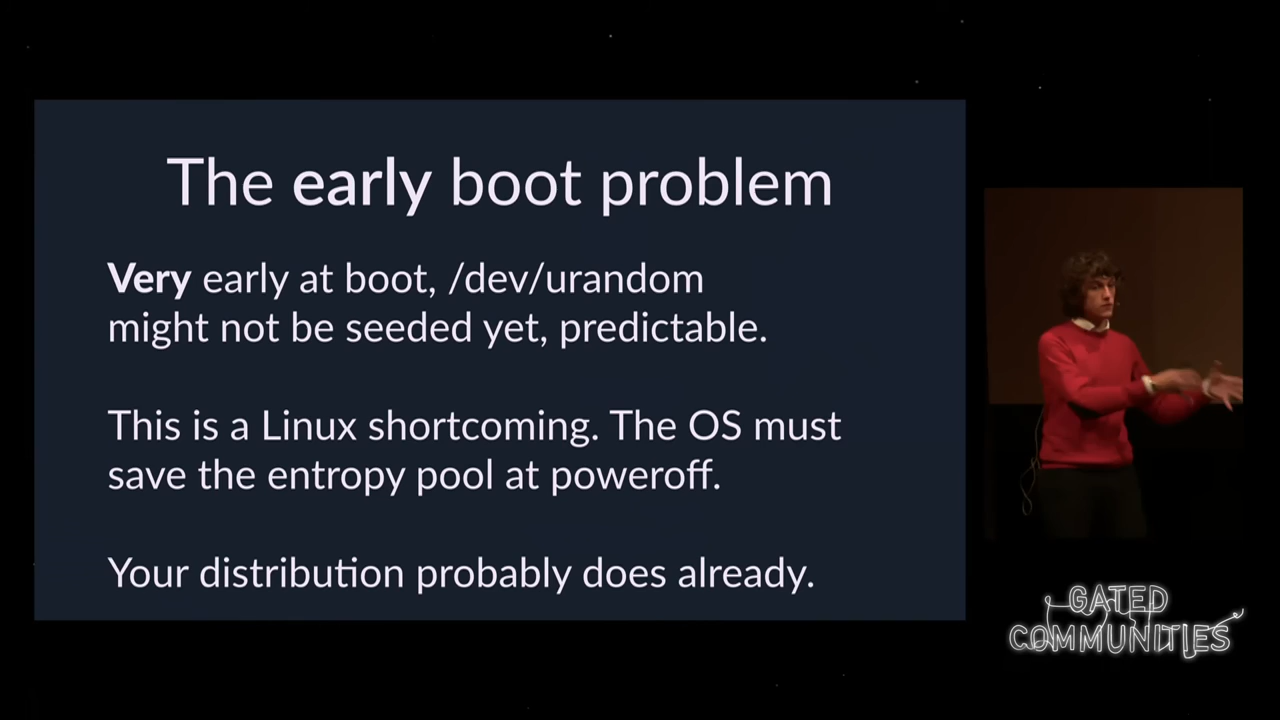 The early boot problem
Very early at boot, /dev/urandom
might not be seeded yet, predictable.
This is a Linux shortcoming. The OS must
save the entropy pool at poweroff.
Your distribution probably does already.
GATED
COMMUNITIES